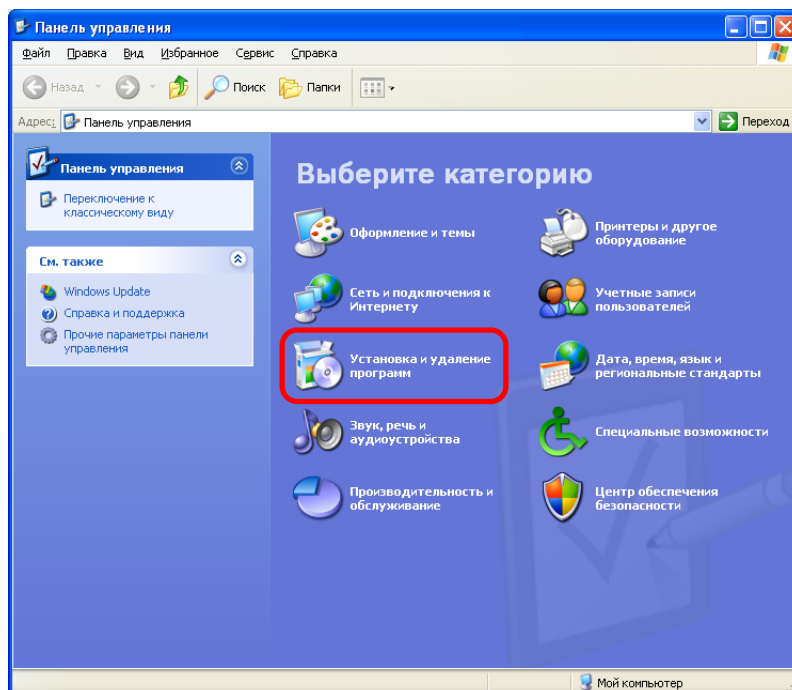 Панель управления
Файл Правка Вид Избранное Сервис Справка
Назад Поиск Папки
Адрес: Панель управления Переход
Панель управления
Переключение к
классическому виду
См. также
Windows Update
Справка и поддержка
Прочие параметры панели
управления
Выберите категорию
Оформление и темы
Принтеры и другое
оборудование
Сеть и подключения к
Интернету
Учетные записи
пользователей
Установка и удаление
программ
Дата, время, язык и
региональные стандарты
Звук, речь и
аудиоустройства
Специальные возможности
Производительность и
обслуживание
Центр обеспечения
безопасности
Мой компьютер